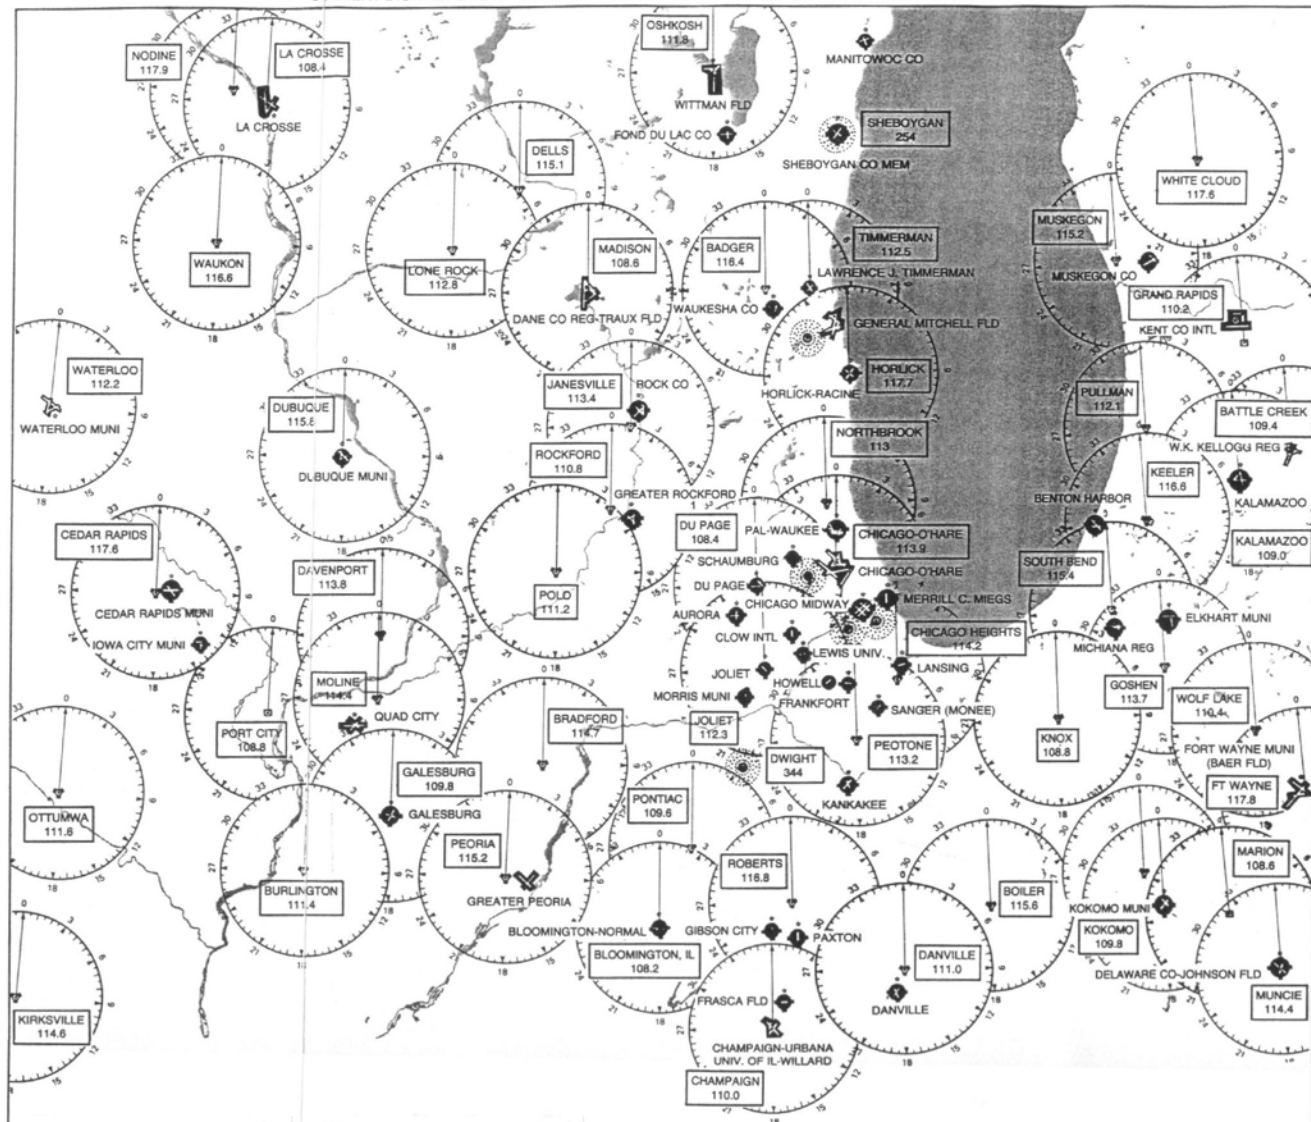 OSHKOSH
111.8
WITTMAN FLD
FOND DU LAC CO
MANITOWOC CO
SHEBOYGAN
254
SHEBOYGAN CO MEM
NODINE
117.9
LA CROSSE
108.4
LA CROSSE
DELLS
115.1
WHITE CLOUD
117.6
MUSKEGON
115.2
MUSKEGON CO
WAUKON
116.6
LONE ROCK
112.8
MADISON
108.6
DANE CO REG-TRAUX FLD
BADGER
116.4
TIMMERMAN
112.5
LAWRENCE J. TIMMERMAN
WAUKESHA CO
GENERAL MITCHELL FLD
GRAND RAPIDS
110.2
KENT CO INTL
WATERLOO
112.2
WATERLOO MUNI
DUBUQUE
115.8
DUBUQUE MUNI
JANESVILLE
113.4
ROCK CO
HORLICK
117.7
HORLICK-RACINE
PULLMAN
112.1
BATTLE CREEK
109.4
W.K. KELLOGG REG
ROCKFORD
110.8
GREATER ROCKFORD
NORTHBROOK
113
KEELER
116.6
BENTON HARBOR
KALAMAZOO
KALAMAZOO
109.0
CEDAR RAPIDS
117.6
CEDAR RAPIDS MUNI
IOWA CITY MUNI
DAVENPORT
113.8
POLO
111.2
DU PAGE
108.4
PAL-WAUKEE
CHICAGO-O'HARE
113.9
CHICAGO-O'HARE
SCHAUMBURG
DU PAGE
AURORA
CHICAGO MIDWAY
MERRILL C. MIEGS
CLOW INTL
LEWIS UNIV.
CHICAGO HEIGHTS
114.2
LANSING
SOUTH BEND
115.4
MICHIANA REG
ELKHART MUNI
MOLINE
114.4
QUAD CITY
PORT CITY
108.8
BRADFORD
114.7
JOLIET
HOWELL
FRANKFORT
MORRIS MUNI
SANGER (MONEE)
JOLIET
112.3
PEOTONE
113.2
KNOX
108.8
GOSHEN
113.7
WOLF LAKE
110.4
FORT WAYNE MUNI
(BAER FLD)
FT WAYNE
117.8
OTTUMWA
111.6
GALESBURG
109.8
GALESBURG
DWIGHT
344
KANKAKEE
PONTIAC
109.6
BURLINGTON
111.4
PEORIA
115.2
GREATER PEORIA
ROBERTS
116.8
MARION
108.6
BLOOMINGTON-NORMAL
BLOOMINGTON, IL
108.2
GIBSON CITY
PAXTON
BOILER
115.6
KOKOMO MUNI
KOKOMO
109.8
DANVILLE
111.0
DANVILLE
DELAWARE CO-JOHNSON FLD
MUNCIE
114.4
KIRKSVILLE
114.6
FRASCA FLD
CHAMPAIGN-URBANA
UNIV. OF IL-WILLARD
CHAMPAIGN
110.0